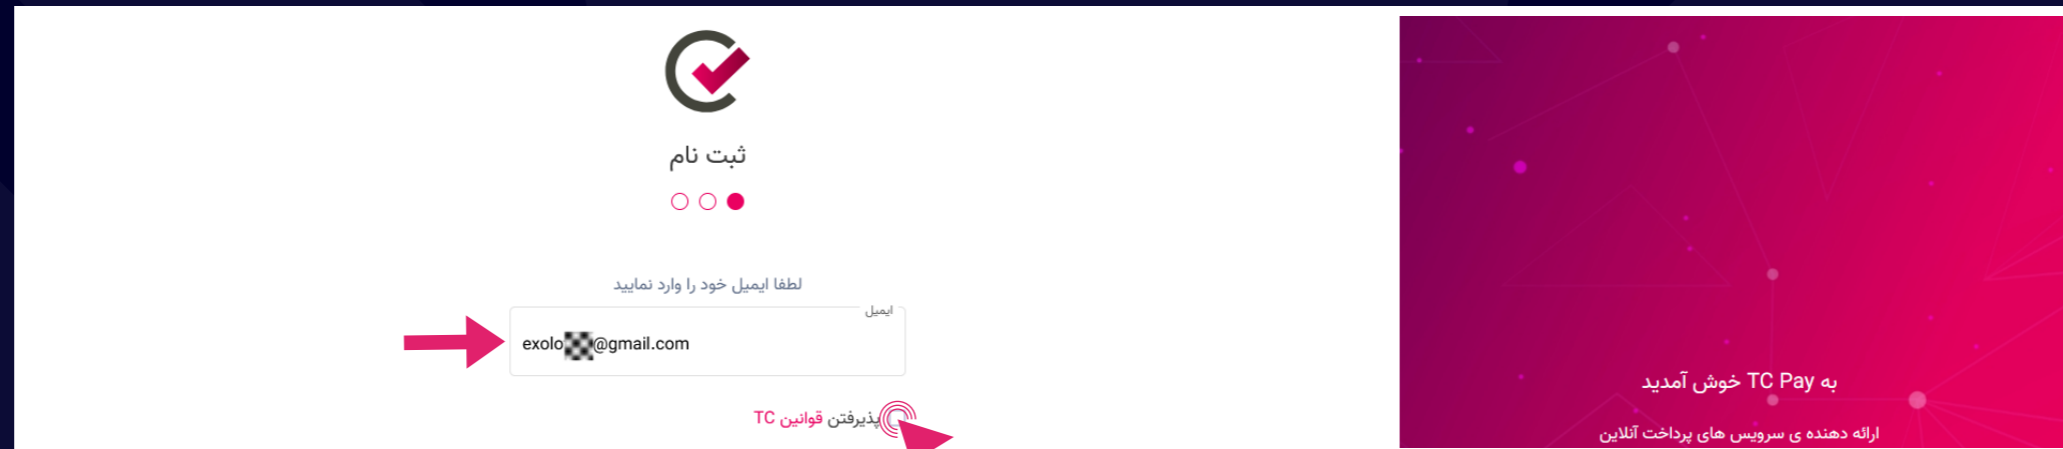 ثبت نام
لطفا ایمیل خود را وارد نمایید
ایمیل
exolo@gmail.com
پذیرفتن قوانین TC
به TC Pay خوش آمدید
ارائه دهنده ی سرویس های پرداخت آنلاین